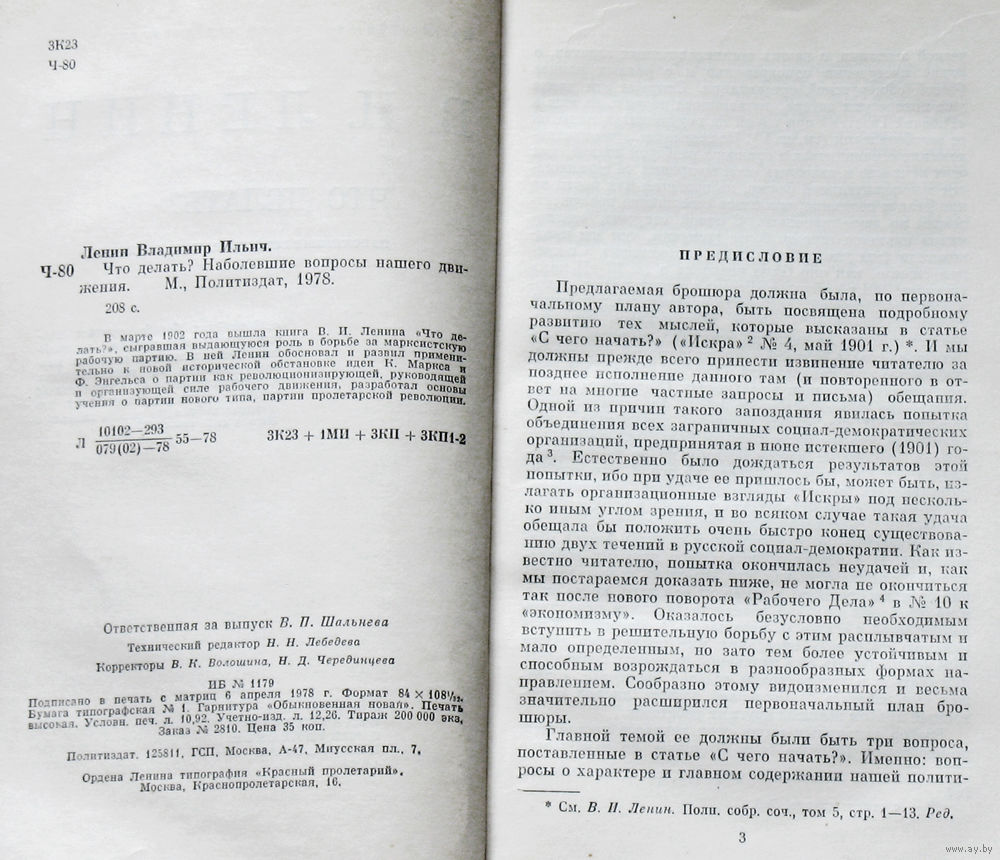 3К23
Ч-80
Ленин Владимир Ильич.
Ч-80 Что делать? Наболевшие вопросы нашего дви-
жения. М., Политиздат, 1978.
208 с.
В марте 1902 года вышла книга В. И. Ленина «Что де-
лать?», сыгравшая выдающуюся роль в борьбе за марксистскую
рабочую партию. В ней Ленин обосновал и развил примени-
тельно к новой исторической обстановке идеи К. Маркса и
Ф. Энгельса о партии как революционизирующей, руководящей
и организующей силе рабочего движения, разработал основы
учения о партии нового типа, партии пролетарской революции.
Л 10102—293
079(02)—78 55—78 3К23 + 1МИ + 3КП + 3КП1-2
Ответственная за выпуск В. П. Шальнева
Технический редактор Н. Н. Лебедева
Корректоры В. К. Волошина, Н. Д. Черединцева
ИБ № 1179
Подписано в печать с матриц 6 апреля 1978 г. Формат 84 × 108 1/32.
Бумага типографская № 1. Гарнитура «Обыкновенная новая». Печать
высокая. Условн. печ. л. 10,92. Учетно-изд. л. 12,26. Тираж 200 000 экз.
Заказ № 2810. Цена 35 коп.
Политиздат. 125811, ГСП, Москва, А-47, Миусская пл., 7.
Ордена Ленина типография «Красный пролетарий».
Москва, Краснопролетарская, 16.
ПРЕДИСЛОВИЕ
Предлагаемая брошюра должна была, по первона-
чальному плану автора, быть посвящена подробному
развитию тех мыслей, которые высказаны в статье
«С чего начать?» («Искра» 2 № 4, май 1901 г.) *. И мы
должны прежде всего принести извинение читателю за
позднее исполнение данного там (и повторенного в от-
вет на многие частные запросы и письма) обещания.
Одной из причин такого запоздания явилась попытка
объединения всех заграничных социал-демократических
организаций, предпринятая в июне истекшего (1901) го-
да 3. Естественно было дождаться результатов этой
попытки, ибо при удаче ее пришлось бы, может быть, из-
лагать организационные взгляды «Искры» под несколь-
ко иным углом зрения, и во всяком случае такая удача
обещала бы положить очень быстро конец существова-
нию двух течений в русской социал-демократии. Как из-
вестно читателю, попытка окончилась неудачей и, как
мы постараемся доказать ниже, не могла не окончиться
так после нового поворота «Рабочего Дела» 4 в № 10 к
«экономизму». Оказалось безусловно необходимым
вступить в решительную борьбу с этим расплывчатым и
мало определенным, но зато тем более устойчивым и
способным возрождаться в разнообразных формах на-
правлением. Сообразно этому видоизменился и весьма
значительно расширился первоначальный план бро-
шюры.
Главной темой ее должны были быть три вопроса,
поставленные в статье «С чего начать?». Именно: воп-
росы о характере и главном содержании нашей полити-
* См. В. И. Ленин. Полн. собр. соч., том 5, стр. 1—13. Ред.
3
www.ay.by